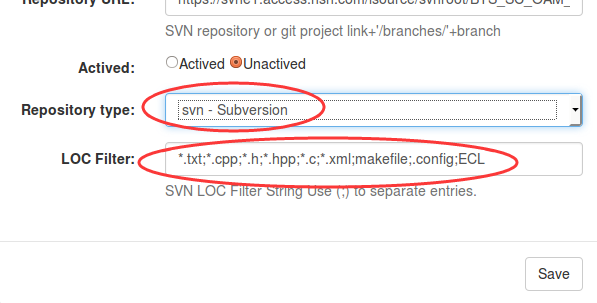 Repository URL: https://svne1.access.nsn.com/isource/svnroot/BTS_SC_OAM_
SVN repository or git project link+'/branches/'+branch
Actived: Actived Unactived
Repository type: svn - Subversion
LOC Filter: *.txt;*.cpp;*.h;*.hpp;*.c;*.xml;makefile;.config;ECL
SVN LOC Filter String Use (;) to separate entries.
Save